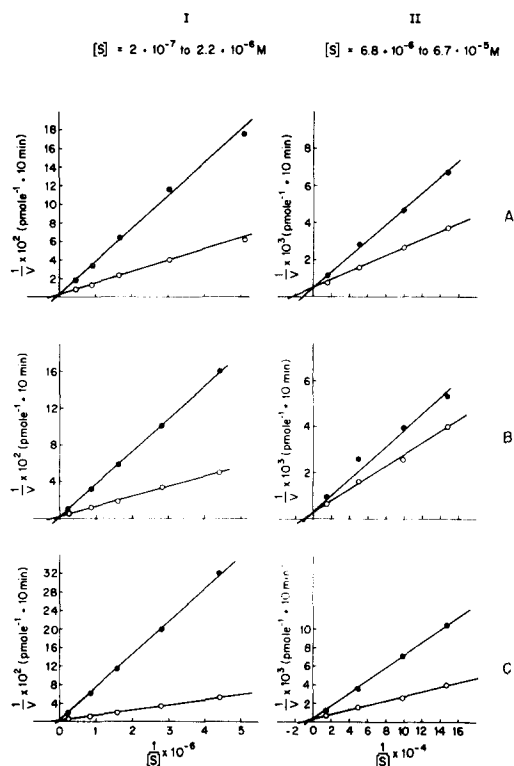 I
II
[S] = 2 • 10⁻⁷ to 2.2 • 10⁻⁶ M
[S] = 6.8 • 10⁻⁶ to 6.7 • 10⁻⁵ M
18
16
14
12
10
8
6
4
2
1/V x 10² (pmole⁻¹ • 10 min)
8
6
4
2
1/V x 10³ (pmole⁻¹ • 10 min)
A
16
12
8
4
1/V x 10² (pmole⁻¹ • 10 min)
6
4
2
1/V x 10³ (pmole⁻¹ • 10 min)
B
32
28
24
20
16
12
8
4
1/V x 10² (pmole⁻¹ • 10 min)
0 1 2 3 4 5
1/[S] x 10⁻⁶
10
8
6
4
2
1/V x 10³ (pmole⁻¹ • 10 min)
-2 0 2 4 6 8 10 12 14 16
1/[S] x 10⁻⁴
C